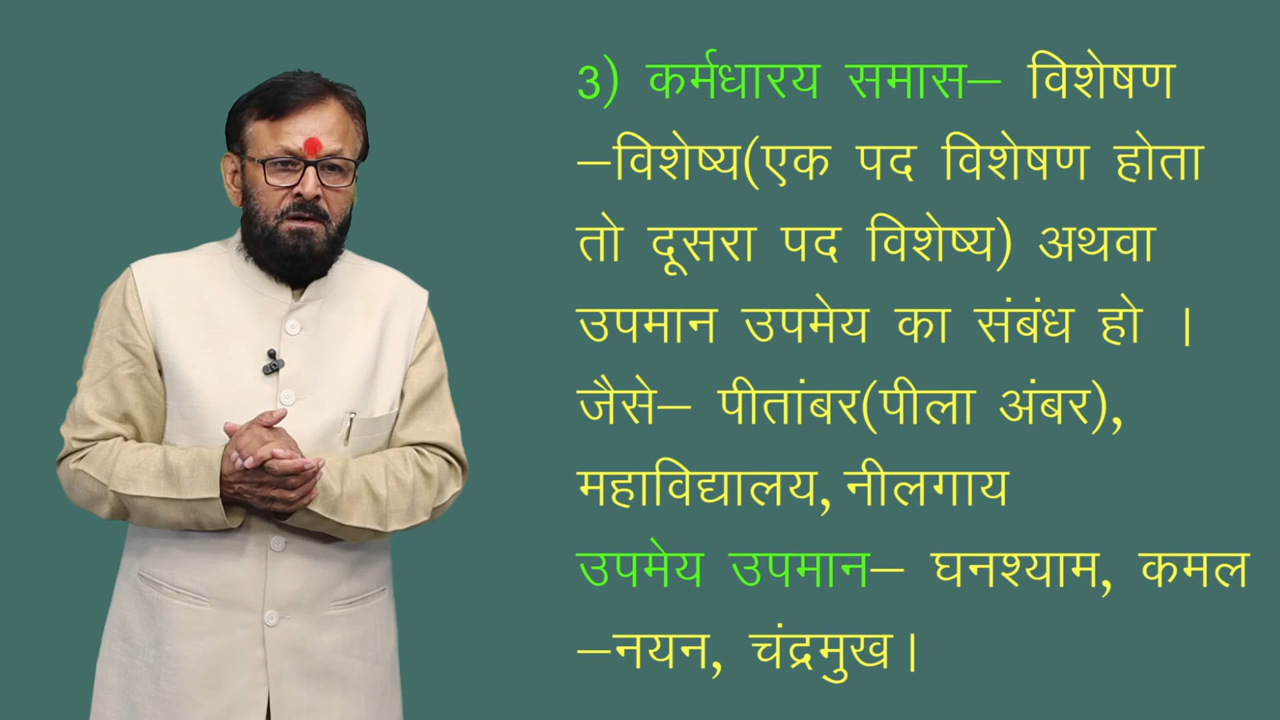 3) कर्मधारय समास– विशेषण
–विशेष्य(एक पद विशेषण होता
तो दूसरा पद विशेष्य) अथवा
उपमान उपमेय का संबंध हो ।
जैसे– पीतांबर(पीला अंबर),
महाविद्यालय, नीलगाय
उपमेय उपमान– घनश्याम, कमल
–नयन, चंद्रमुख।